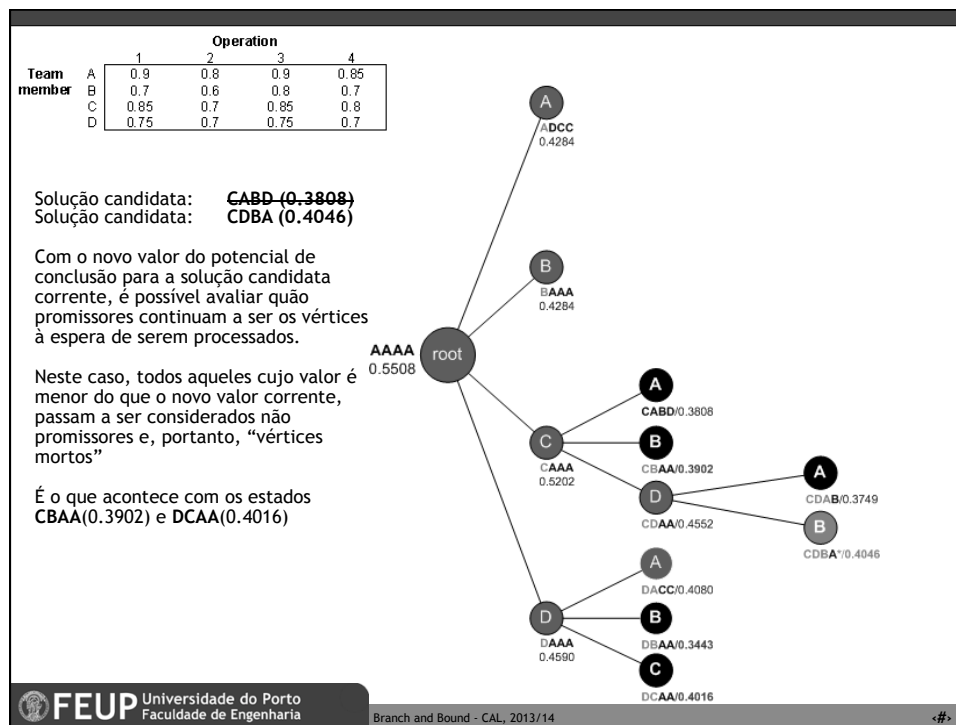 Operation
1 2 3 4
Team member
A 0.9 0.8 0.9 0.85
B 0.7 0.6 0.8 0.7
C 0.85 0.7 0.85 0.8
D 0.75 0.7 0.75 0.7
Solução candidata: CABD (0.3808)
Solução candidata: CDBA (0.4046)
Com o novo valor do potencial de
conclusão para a solução candidata
corrente, é possível avaliar quão
promissores continuam a ser os vértices
à espera de serem processados.
Neste caso, todos aqueles cujo valor é
menor do que o novo valor corrente,
passam a ser considerados não
promissores e, portanto, “vértices
mortos”
É o que acontece com os estados
CBAA(0.3902) e DCAA(0.4016)
AAAA
0.5508
root
A
ADCC
0.4284
B
BAAA
0.4284
C
CAAA
0.5202
D
DAAA
0.4590
A
CABD/0.3808
B
CBAA/0.3902
D
CDAA/0.4552
A
CDAB/0.3749
B
CDBA*/0.4046
A
DACC/0.4080
B
DBAA/0.3443
C
DCAA/0.4016
FEUP Universidade do Porto
Faculdade de Engenharia
Branch and Bound - CAL, 2013/14
‹#›